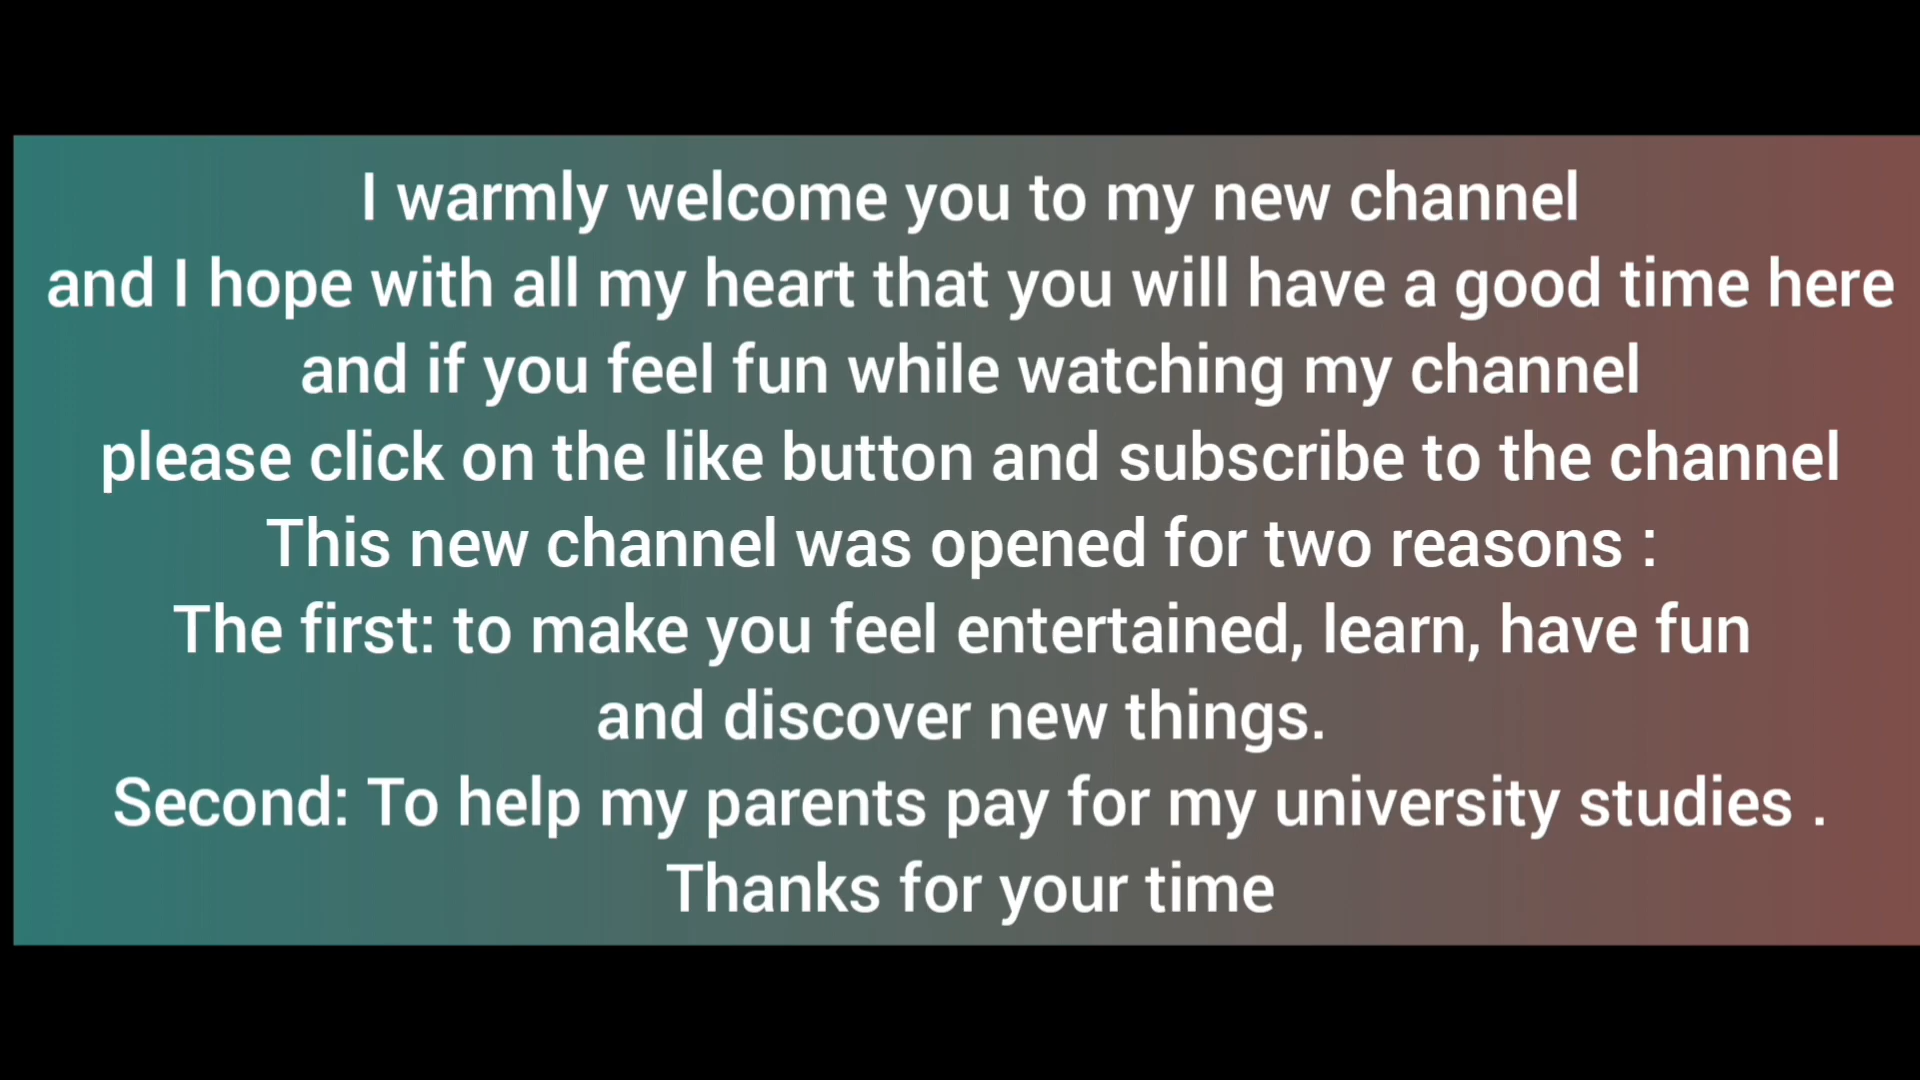 I warmly welcome you to my new channel
and I hope with all my heart that you will have a good time here
and if you feel fun while watching my channel
please click on the like button and subscribe to the channel
This new channel was opened for two reasons :
The first: to make you feel entertained, learn, have fun
and discover new things.
Second: To help my parents pay for my university studies .
Thanks for your time